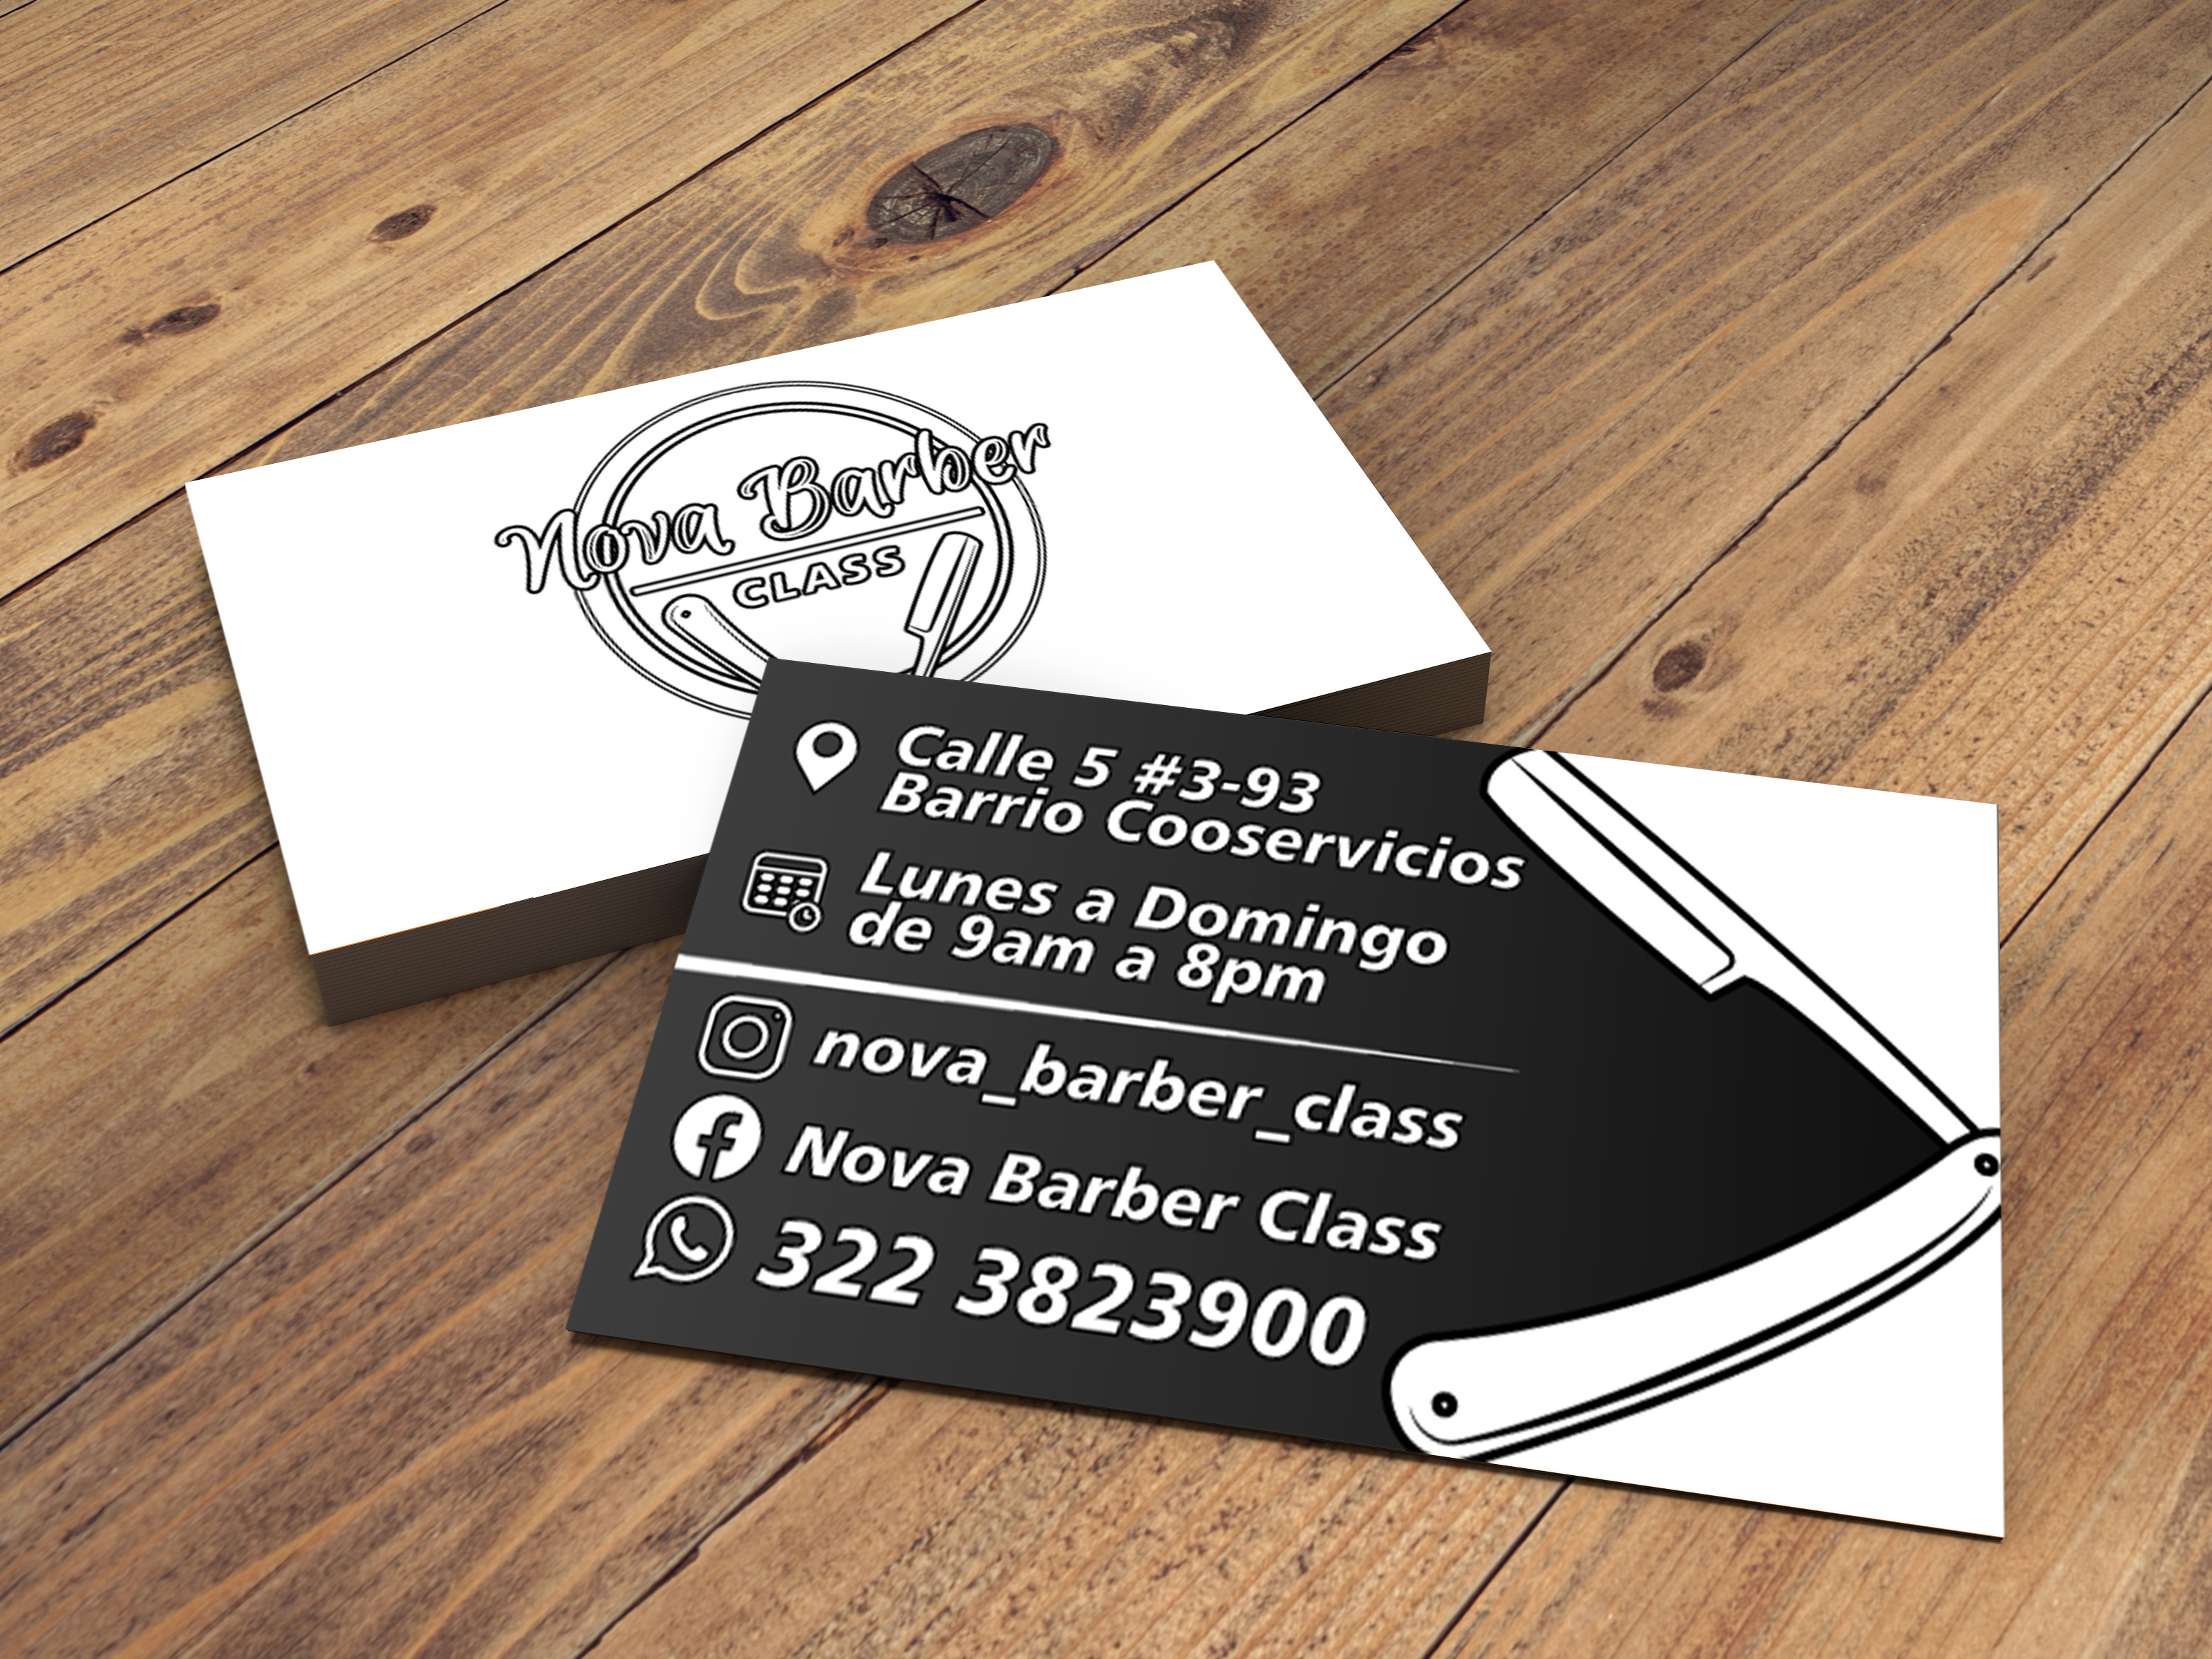 Nova Barber
CLASS
Calle 5 #3-93
Barrio Cooservicios
Lunes a Domingo
de 9am a 8pm
nova_barber_class
Nova Barber Class
322 3823900